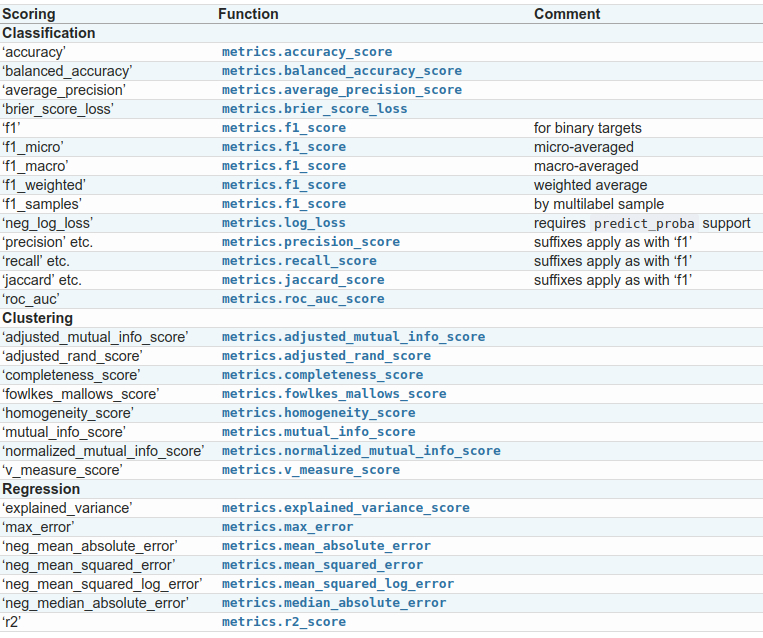 Scoring Function Comment
Classification
‘accuracy’ metrics.accuracy_score
‘balanced_accuracy’ metrics.balanced_accuracy_score
‘average_precision’ metrics.average_precision_score
‘brier_score_loss’ metrics.brier_score_loss
‘f1’ metrics.f1_score for binary targets
‘f1_micro’ metrics.f1_score micro-averaged
‘f1_macro’ metrics.f1_score macro-averaged
‘f1_weighted’ metrics.f1_score weighted average
‘f1_samples’ metrics.f1_score by multilabel sample
‘neg_log_loss’ metrics.log_loss requires predict_proba support
‘precision’ etc. metrics.precision_score suffixes apply as with ‘f1’
‘recall’ etc. metrics.recall_score suffixes apply as with ‘f1’
‘jaccard’ etc. metrics.jaccard_score suffixes apply as with ‘f1’
‘roc_auc’ metrics.roc_auc_score
Clustering
‘adjusted_mutual_info_score’ metrics.adjusted_mutual_info_score
‘adjusted_rand_score’ metrics.adjusted_rand_score
‘completeness_score’ metrics.completeness_score
‘fowlkes_mallows_score’ metrics.fowlkes_mallows_score
‘homogeneity_score’ metrics.homogeneity_score
‘mutual_info_score’ metrics.mutual_info_score
‘normalized_mutual_info_score’ metrics.normalized_mutual_info_score
‘v_measure_score’ metrics.v_measure_score
Regression
‘explained_variance’ metrics.explained_variance_score
‘max_error’ metrics.max_error
‘neg_mean_absolute_error’ metrics.mean_absolute_error
‘neg_mean_squared_error’ metrics.mean_squared_error
‘neg_mean_squared_log_error’ metrics.mean_squared_log_error
‘neg_median_absolute_error’ metrics.median_absolute_error
‘r2’ metrics.r2_score